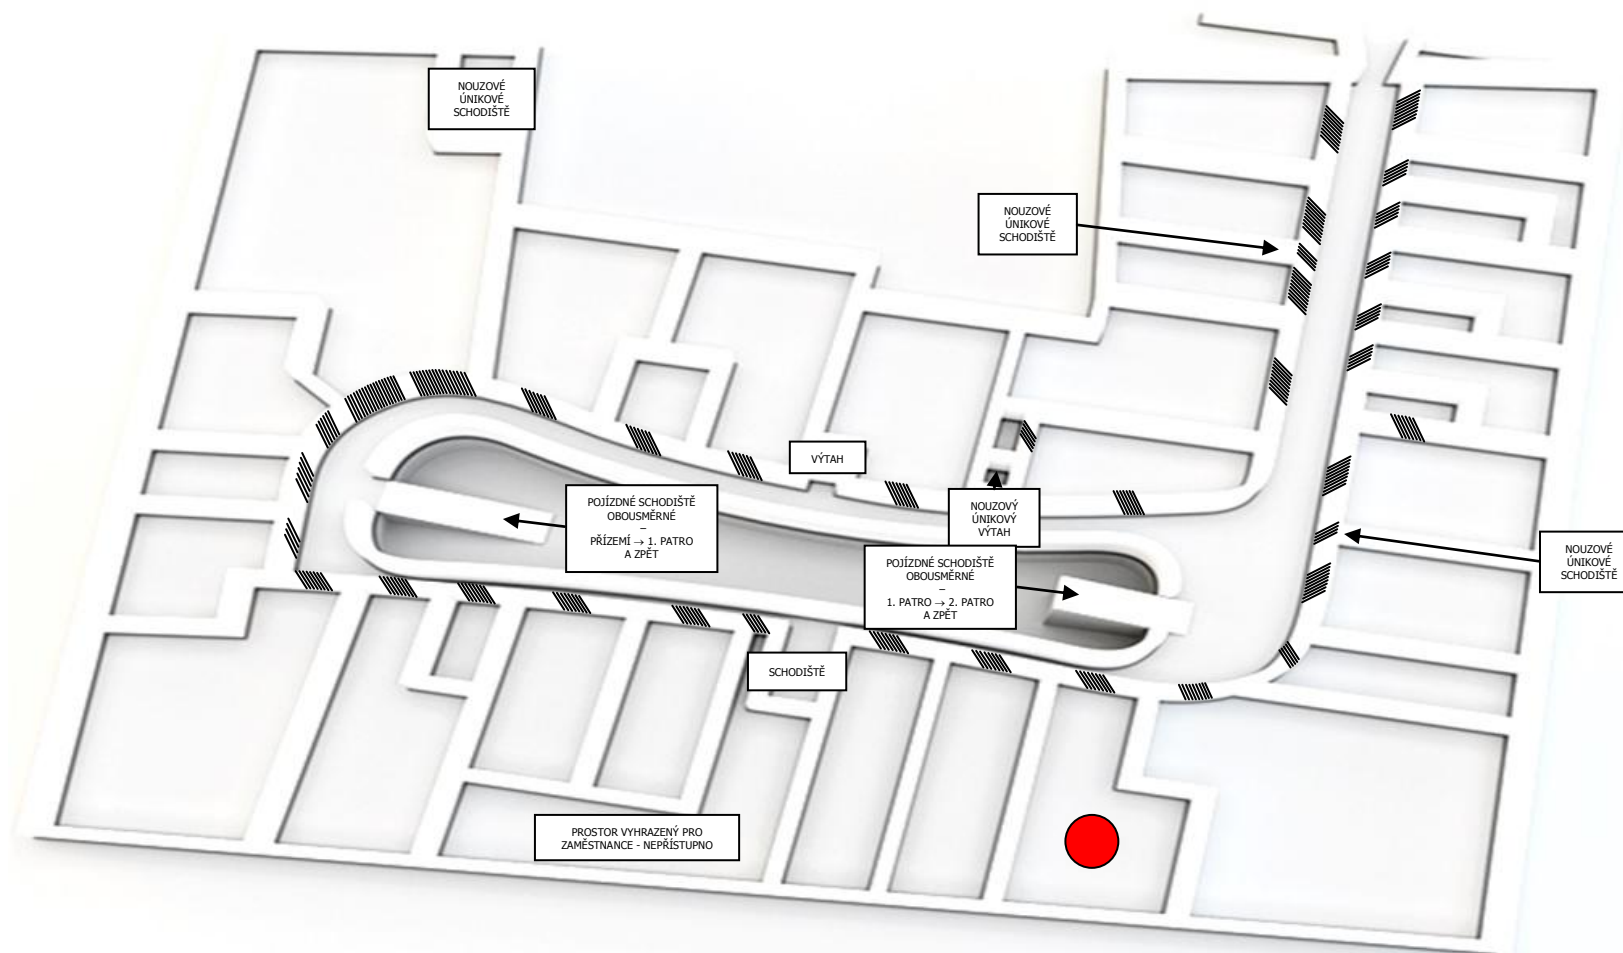 NOUZOVÉ
ÚNIKOVÉ
SCHODIŠTĚ
NOUZOVÉ
ÚNIKOVÉ
SCHODIŠTĚ
VÝTAH
POJÍZDNÉ SCHODIŠTĚ
OBOUSMĚRNÉ
–
PŘÍZEMÍ → 1. PATRO
A ZPĚT
NOUZOVÝ
ÚNIKOVÝ
VÝTAH
POJÍZDNÉ SCHODIŠTĚ
OBOUSMĚRNÉ
–
1. PATRO → 2. PATRO
A ZPĚT
NOUZOVÉ
ÚNIKOVÉ
SCHODIŠTĚ
SCHODIŠTĚ
PROSTOR VYHRAZENÝ PRO
ZAMĚSTNANCE - NEPŘÍSTUPNO